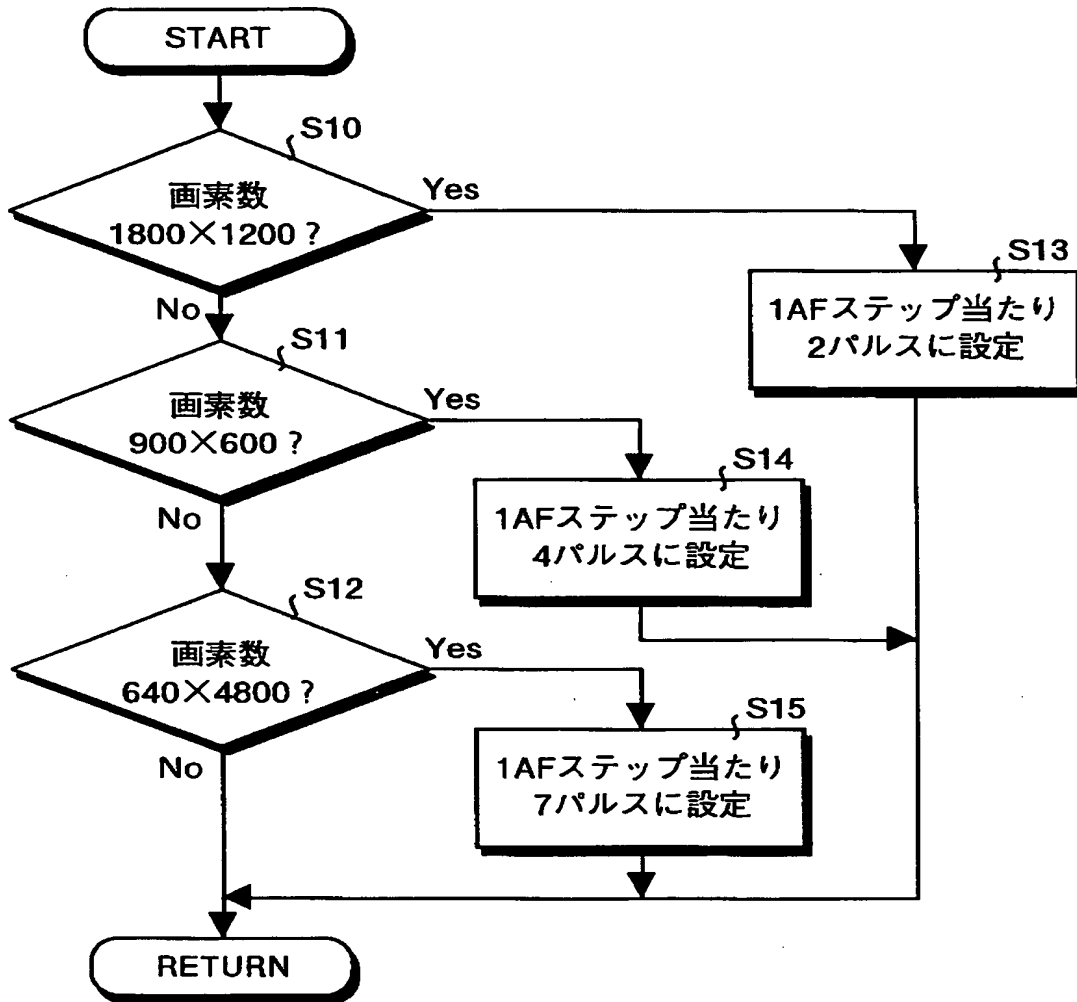 START
S10
画素数
1800×1200?
Yes
No
S13
1AFステップ当たり
2パルスに設定
S11
画素数
900×600?
Yes
No
S14
1AFステップ当たり
4パルスに設定
S12
画素数
640×4800?
Yes
No
S15
1AFステップ当たり
7パルスに設定
RETURN